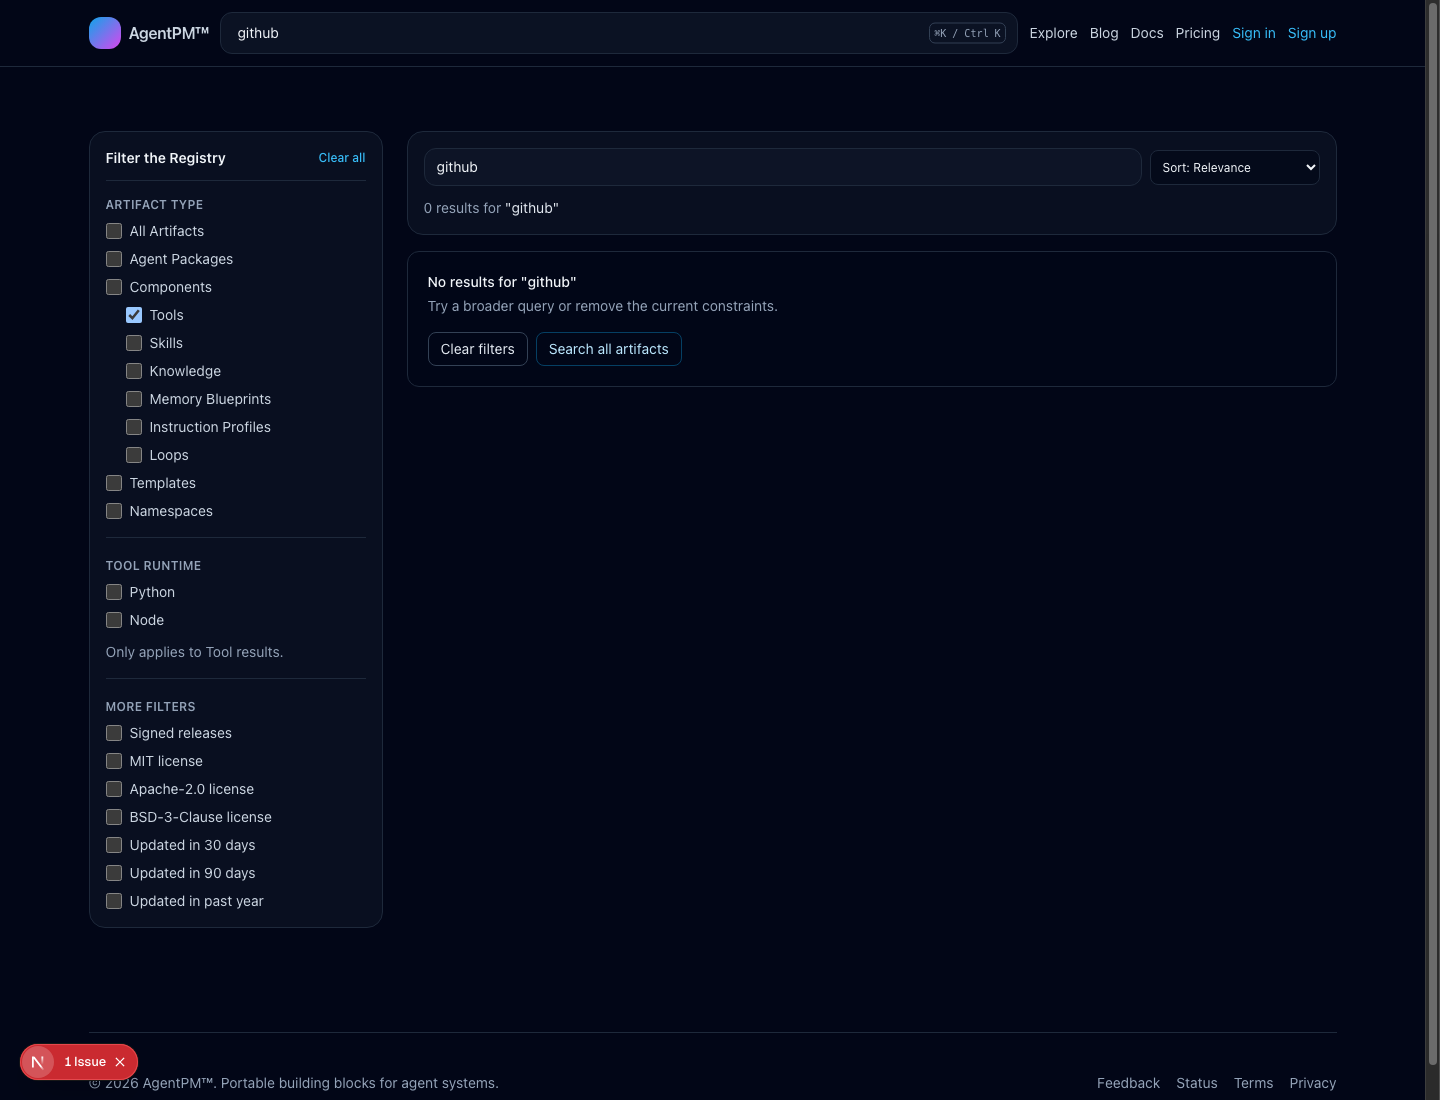 AgentPM™
github
⌘K / Ctrl K
Explore
Blog
Docs
Pricing
Sign in
Sign up
Filter the Registry
Clear all
ARTIFACT TYPE
All Artifacts
Agent Packages
Components
Tools
Skills
Knowledge
Memory Blueprints
Instruction Profiles
Loops
Templates
Namespaces
TOOL RUNTIME
Python
Node
Only applies to Tool results.
MORE FILTERS
Signed releases
MIT license
Apache-2.0 license
BSD-3-Clause license
Updated in 30 days
Updated in 90 days
Updated in past year
github
Sort: Relevance
0 results for "github"
No results for "github"
Try a broader query or remove the current constraints.
Clear filters
Search all artifacts
N
1 Issue
© 2026 AgentPM™. Portable building blocks for agent systems.
Feedback
Status
Terms
Privacy